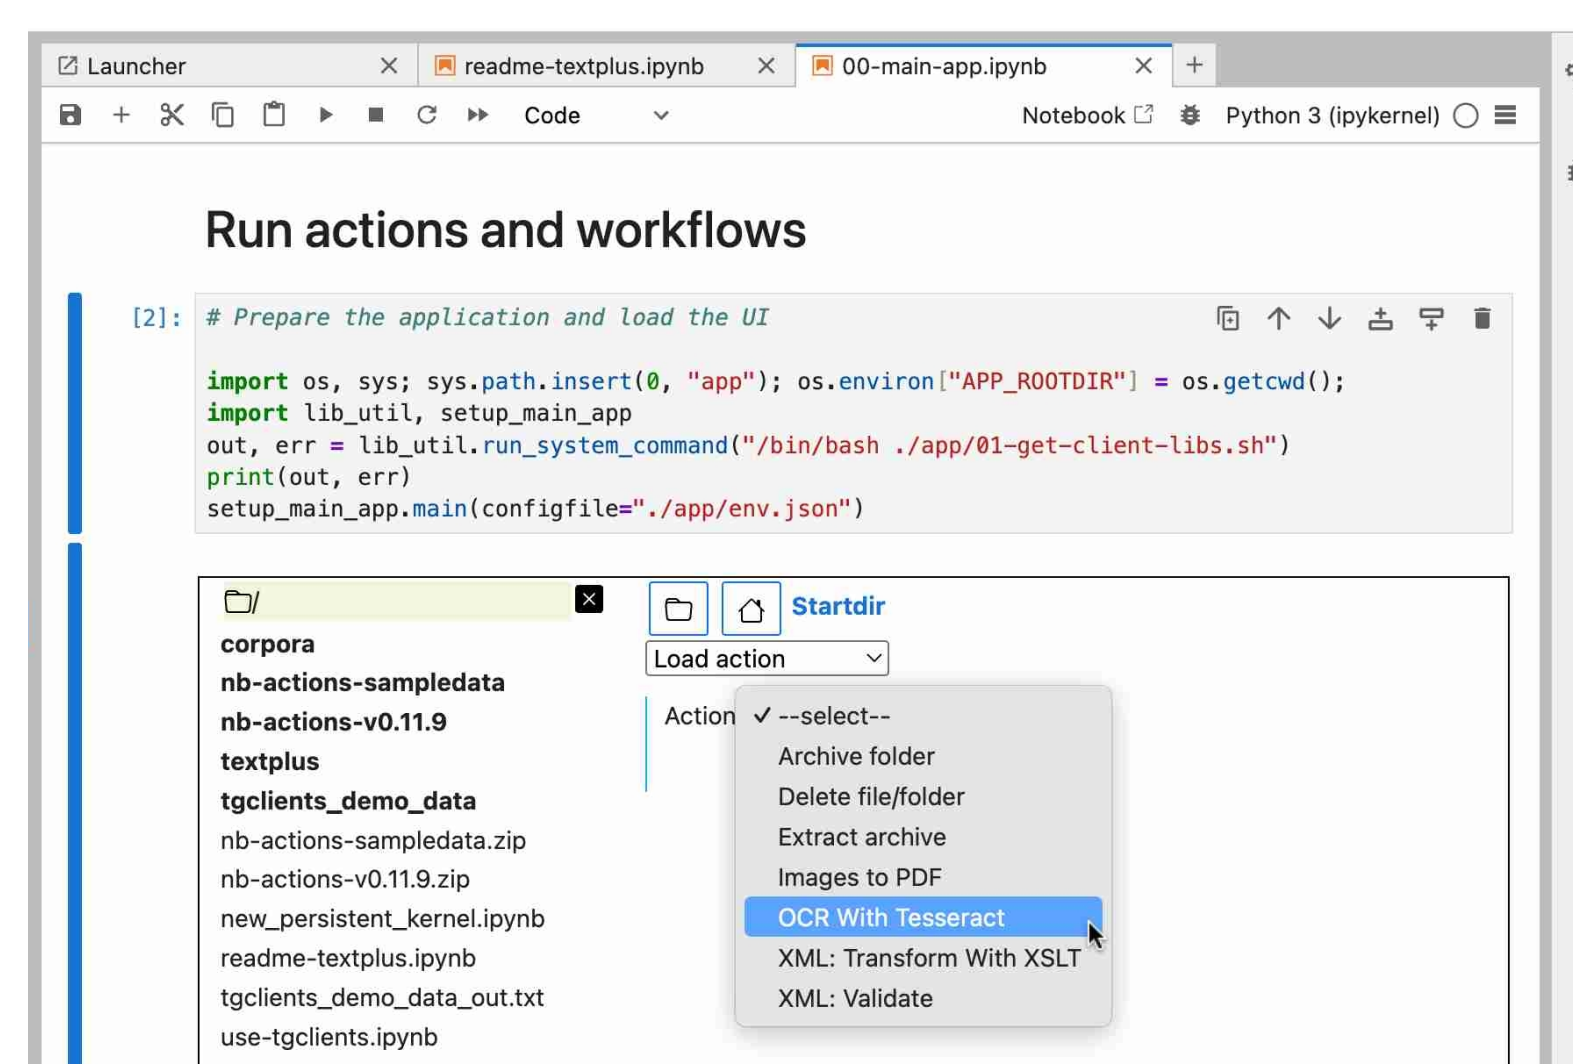 Launcher
readme-textplus.ipynb
00-main-app.ipynb
Code
Notebook
Python 3 (ipykernel)
Run actions and workflows
[2]:
# Prepare the application and load the UI
import os, sys; sys.path.insert(0, "app"); os.environ["APP_ROOTDIR"] = os.getcwd();
import lib_util, setup_main_app
out, err = lib_util.run_system_command("/bin/bash ./app/01-get-client-libs.sh")
print(out, err)
setup_main_app.main(configfile="./app/env.json")
/
corpora
nb-actions-sampledata
nb-actions-v0.11.9
textplus
tgclients_demo_data
nb-actions-sampledata.zip
nb-actions-v0.11.9.zip
new_persistent_kernel.ipynb
readme-textplus.ipynb
tgclients_demo_data_out.txt
use-tgclients.ipynb
Startdir
Load action
Action
✓ --select--
Archive folder
Delete file/folder
Extract archive
Images to PDF
OCR With Tesseract
XML: Transform With XSLT
XML: Validate